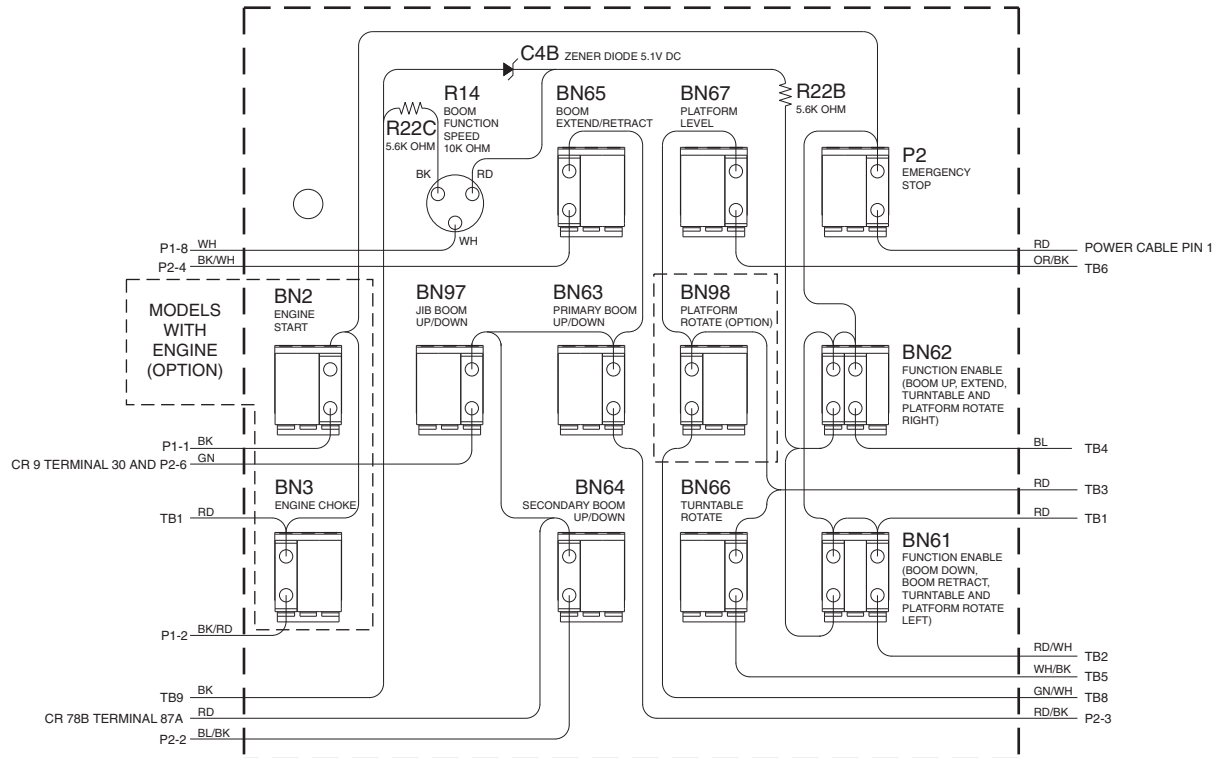 C4B ZENER DIODE 5.1V DC
R14
BOOM
FUNCTION
SPEED
10K OHM
R22C
5.6K OHM
BK
RD
WH
BN65
BOOM
EXTEND/RETRACT
BN67
PLATFORM
LEVEL
R22B
5.6K OHM
P2
EMERGENCY
STOP
P1-8 WH
P2-4 BK/WH
RD POWER CABLE PIN 1
OR/BK TB6
MODELS
WITH
ENGINE
(OPTION)
BN2
ENGINE
START
BN97
JIB BOOM
UP/DOWN
BN63
PRIMARY BOOM
UP/DOWN
BN98
PLATFORM
ROTATE (OPTION)
BN62
FUNCTION ENABLE
(BOOM UP, EXTEND,
TURNTABLE AND
PLATFORM ROTATE
RIGHT)
P1-1 BK
CR 9 TERMINAL 30 AND P2-6 GN
BL TB4
RD TB3
RD TB1
BN3
ENGINE CHOKE
TB1 RD
BN64
SECONDARY BOOM
UP/DOWN
BN66
TURNTABLE
ROTATE
BN61
FUNCTION ENABLE
(BOOM DOWN,
BOOM RETRACT,
TURNTABLE AND
PLATFORM ROTATE
LEFT)
P1-2 BK/RD
RD/WH TB2
WH/BK TB5
TB9 BK
GN/WH TB8
CR 78B TERMINAL 87A RD
RD/BK P2-3
P2-2 BL/BK